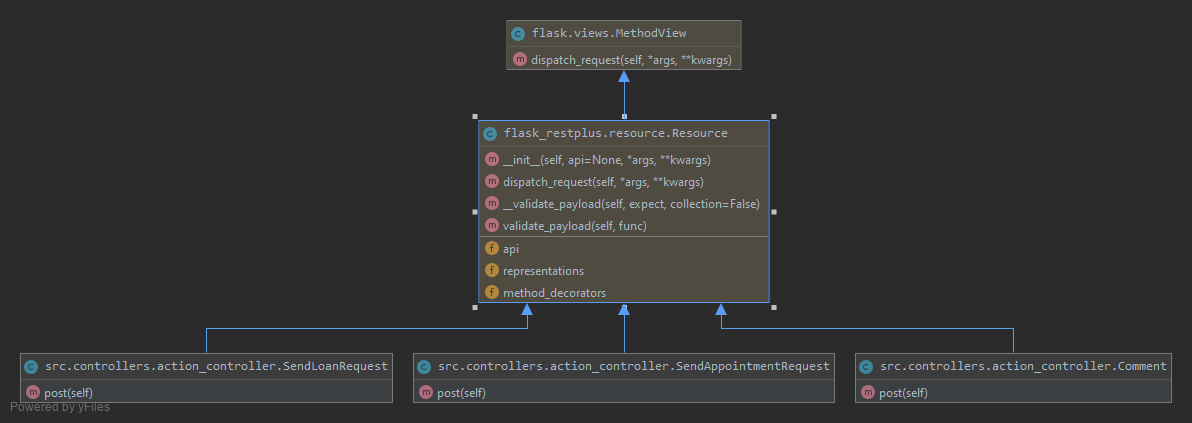 C flask.views.MethodView
m dispatch_request(self, *args, **kwargs)
C flask_restplus.resource.Resource
m __init__(self, api=None, *args, **kwargs)
m dispatch_request(self, *args, **kwargs)
m __validate_payload(self, expect, collection=False)
m validate_payload(self, func)
f api
f representations
f method_decorators
C src.controllers.action_controller.SendLoanRequest
m post(self)
C src.controllers.action_controller.SendAppointmentRequest
m post(self)
C src.controllers.action_controller.Comment
m post(self)
Powered by yFiles